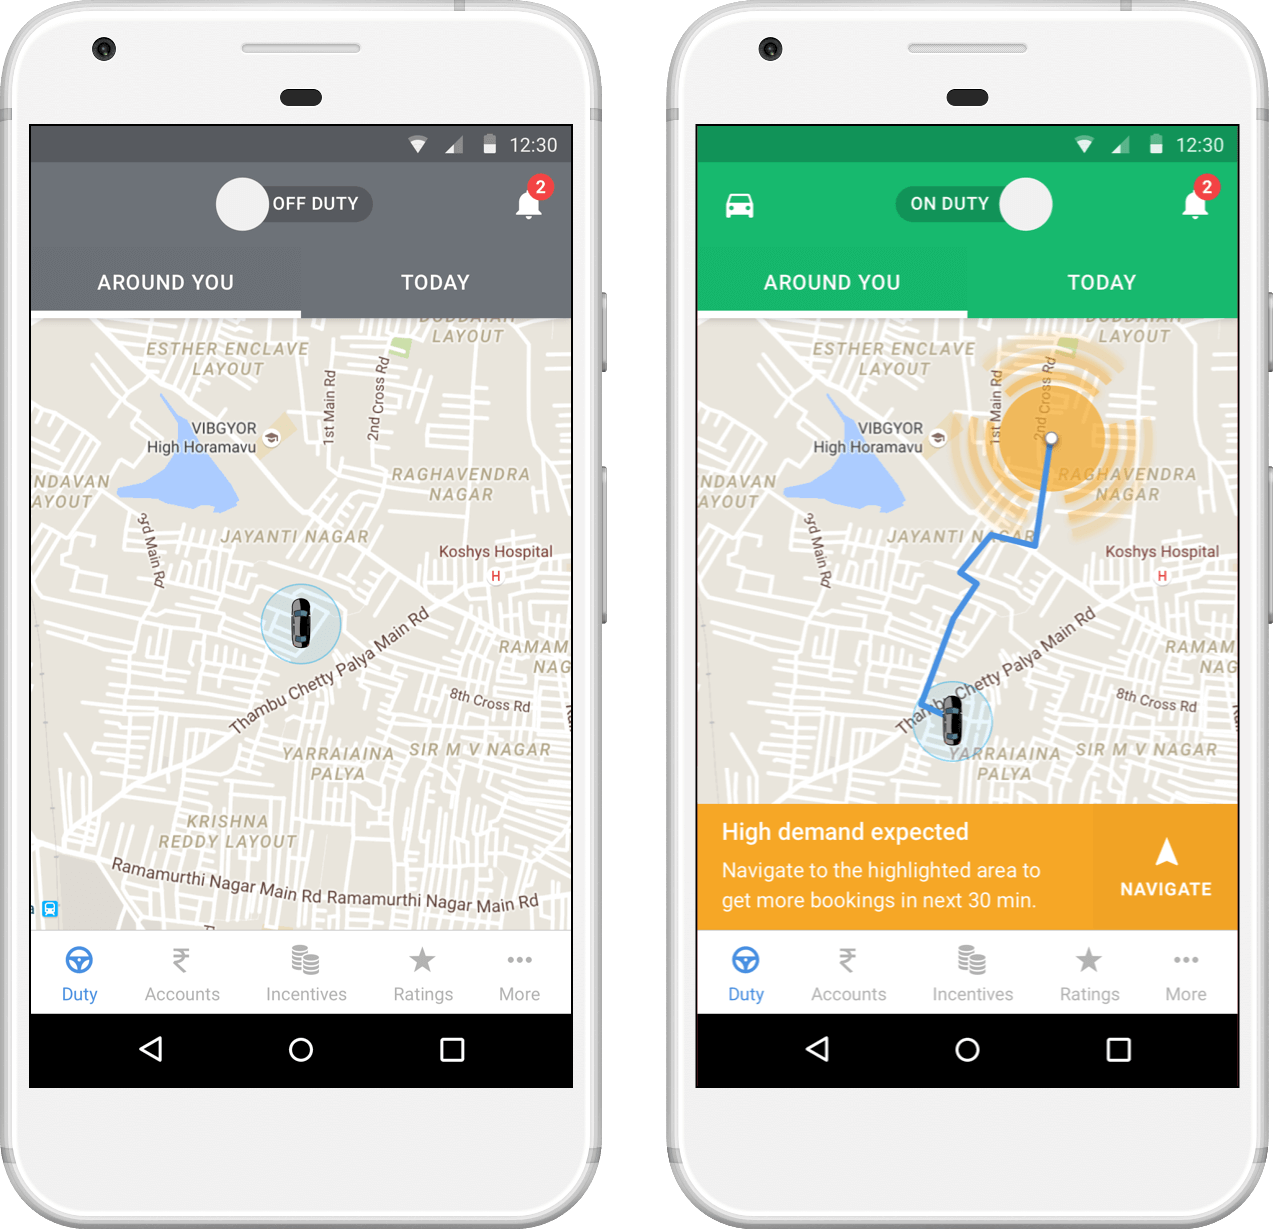 12:30
OFF DUTY
2
AROUND YOU
TODAY
LAYOUT
ESTHER ENCLAVE
LAYOUT
1st Main Rd
2nd Cross Rd
VIBGYOR
High Horamavu
RAGHAVENDRA
NAGAR
NDAVAN
AYOUT
3rd Main Rd
JAYANTI NAGAR
Koshys Hospital
H
Thambu Chetty Palya Main Rd
RAMAM
NAG
8th Cross Rd
YARRAIAINA
PALYA
SIR M V NAGAR
KRISHNA
REDDY LAYOUT
Ramamurthi Nagar Main Rd Ramamurthi Nagar Main Rd
a
Duty
Accounts
Incentives
Ratings
More
12:30
ON DUTY
2
AROUND YOU
TODAY
LAYOUT
ESTHER ENCLAVE
LAYOUT
1st Main Rd
2nd Cross Rd
VIBGYOR
High Horamavu
RAGHAVENDRA
NAGAR
NDAVAN
AYOUT
3rd Main Rd
JAYANTI NAGAR
Koshys Hospital
H
Thambu Chetty Palya Main Rd
RAMAM
NAG
8th Cross Rd
YARRAIAINA
PALYA
SIR M V NAGAR
High demand expected
Navigate to the highlighted area to
get more bookings in next 30 min.
NAVIGATE
Duty
Accounts
Incentives
Ratings
More